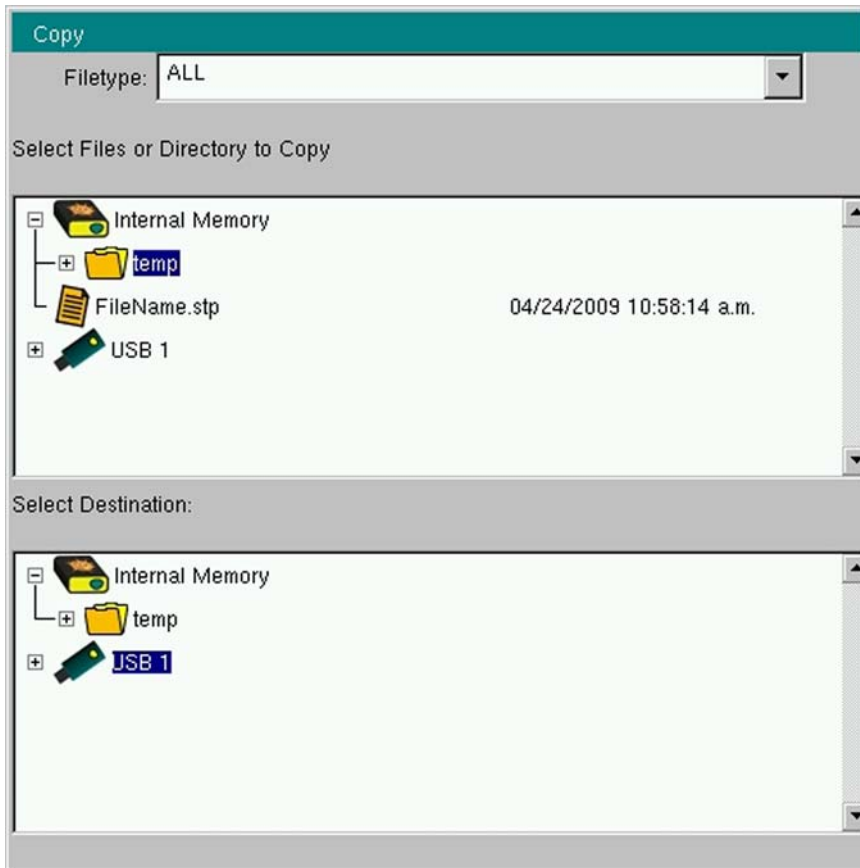 Copy
Filetype: ALL
Select Files or Directory to Copy
Internal Memory
temp
FileName.stp 04/24/2009 10:58:14 a.m.
USB 1
Select Destination:
Internal Memory
temp
USB 1